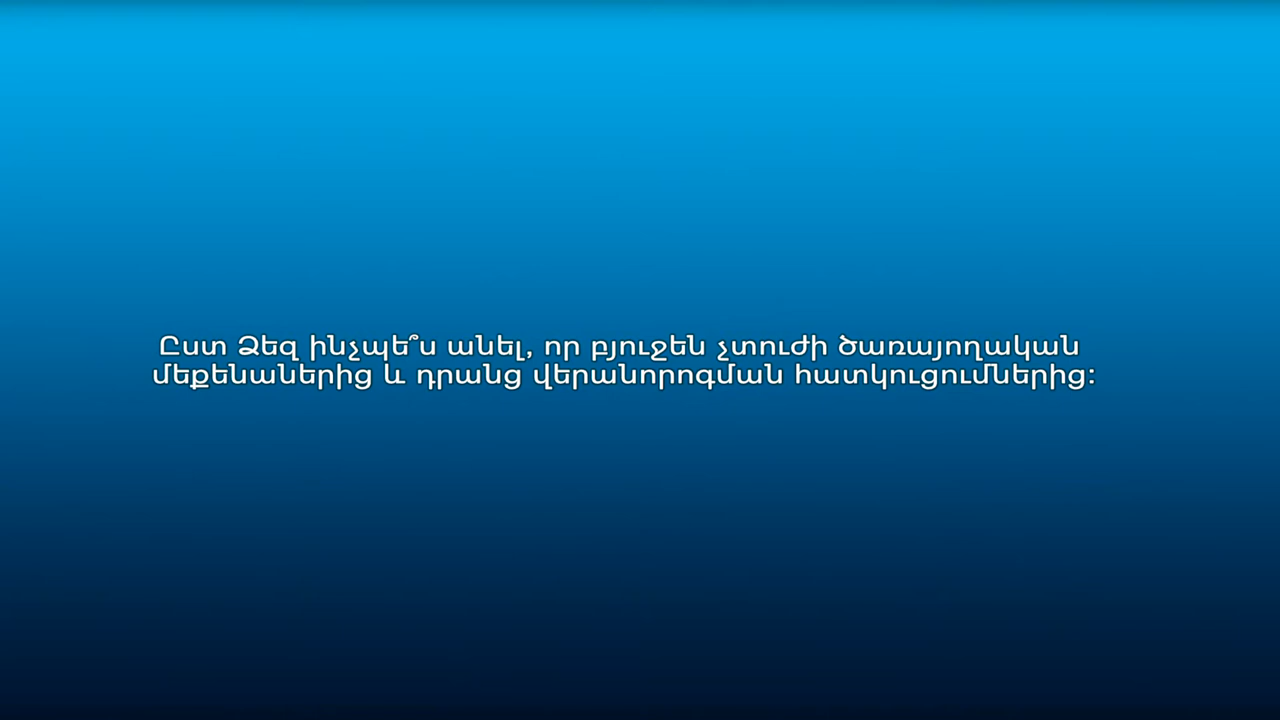 Ըստ Ձեզ ինչպե՞ս անել, որ բյուջեն չտուժի ծառայողական
մեքենաներից և դրանց վերանորոգման հատկուցումներից: